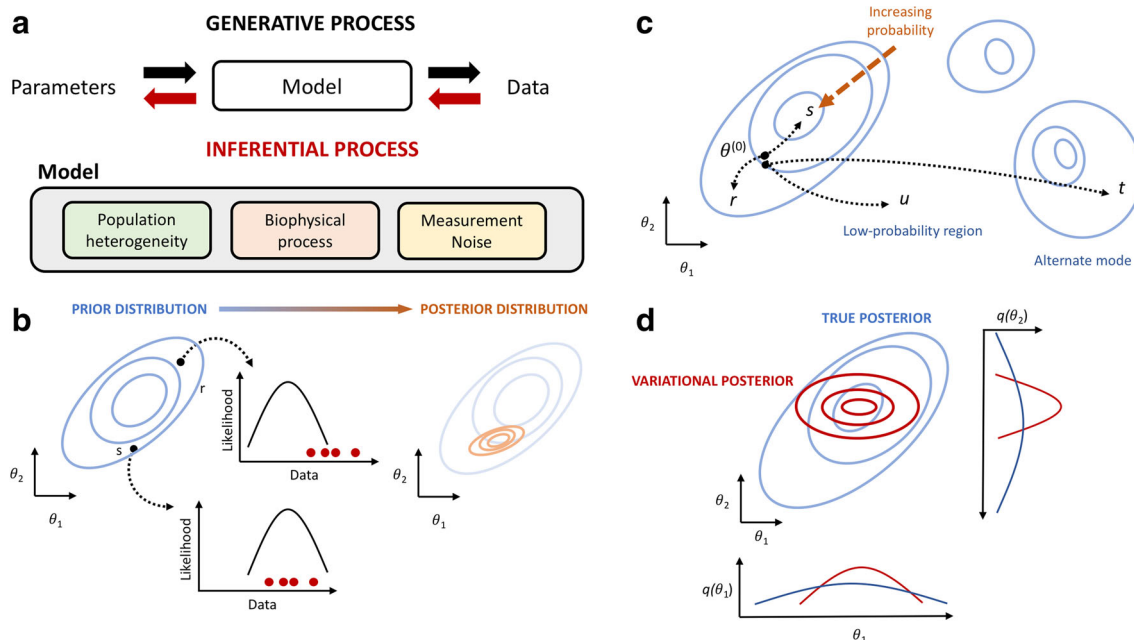 a
GENERATIVE PROCESS
Parameters
Model
Data
INFERENTIAL PROCESS
Model
Population
heterogeneity
Biophysical
process
Measurement
Noise
b
PRIOR DISTRIBUTION
POSTERIOR DISTRIBUTION
r
s
θ2
θ1
Likelihood
Data
Likelihood
Data
θ2
θ1
c
Increasing
probability
s
θ(0)
r
u
t
θ2
θ1
Low-probability region
Alternate mode
d
TRUE POSTERIOR
VARIATIONAL POSTERIOR
q(θ2)
θ2
θ1
q(θ1)
θ1